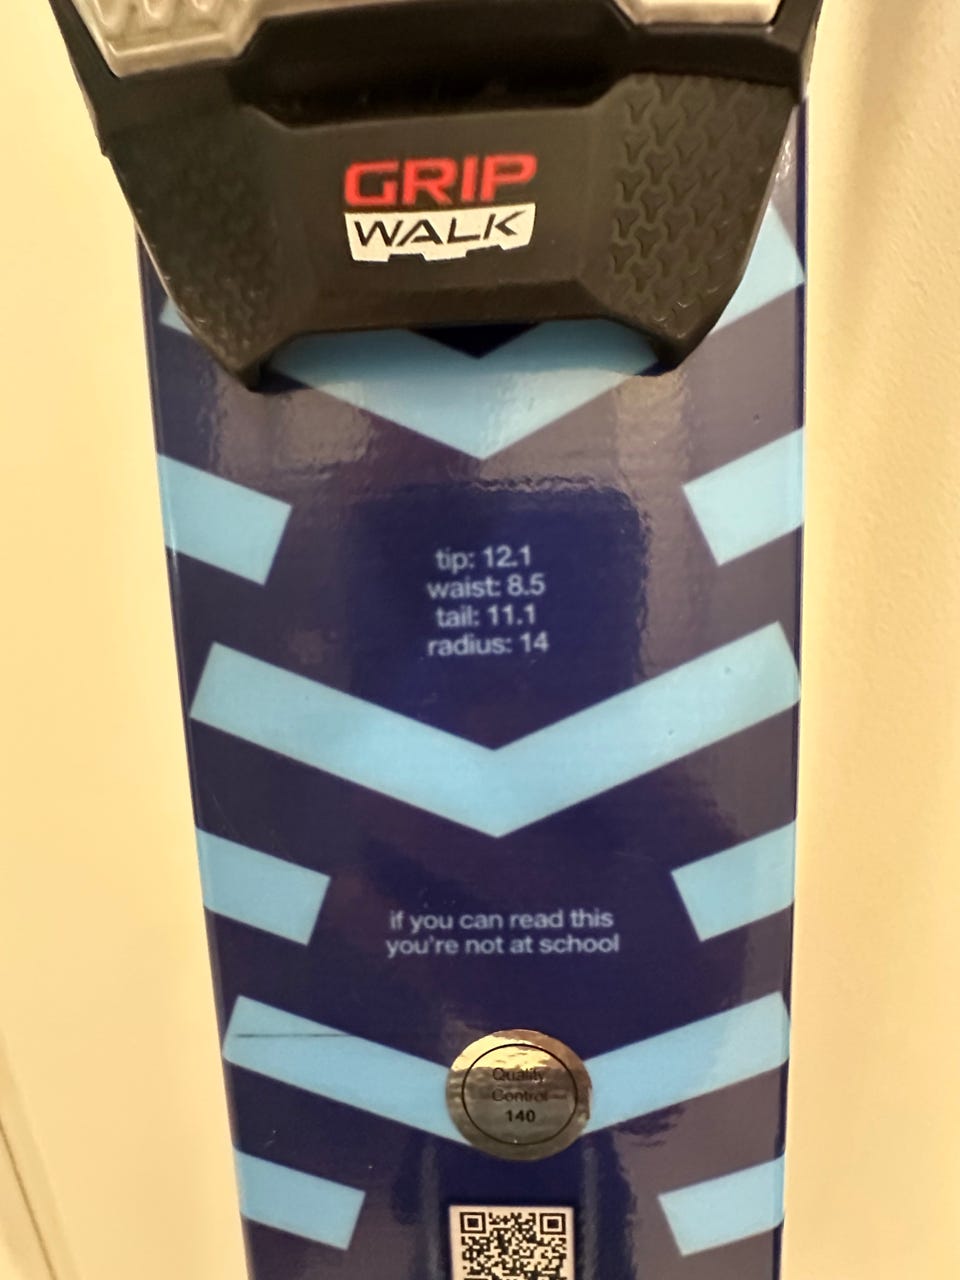 GRIP
WALK
tip: 12.1
waist: 8.5
tail: 11.1
radius: 14
if you can read this
you're not at school
Quality
Control
140